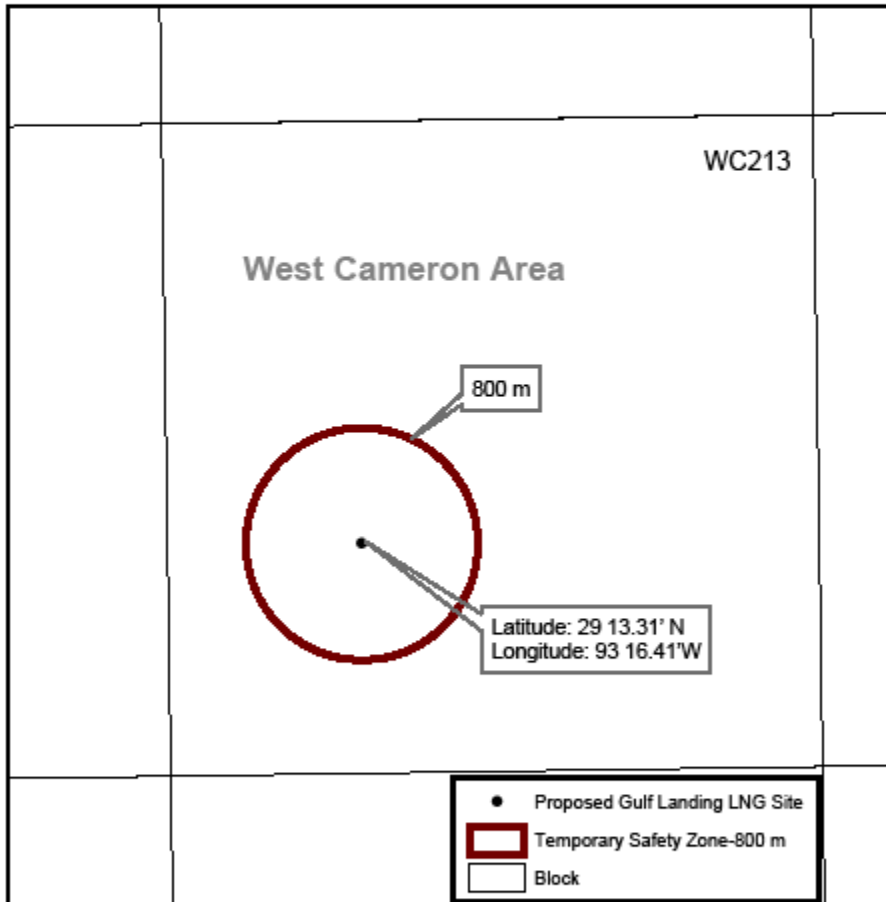 WC213
West Cameron Area
800 m
Latitude: 29 13.31' N
Longitude: 93 16.41'W
Proposed Gulf Landing LNG Site
Temporary Safety Zone-800 m
Block